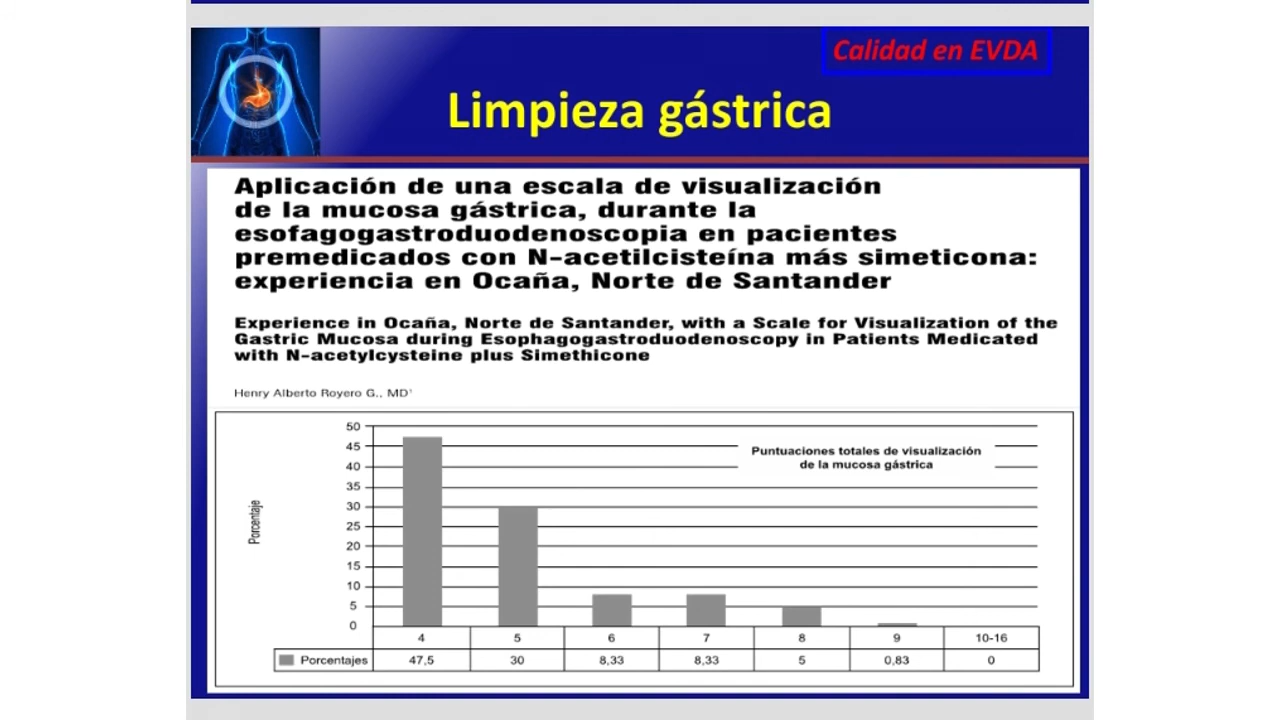 Calidad en EVDA
Limpieza gástrica
Aplicación de una escala de visualización
de la mucosa gástrica, durante la
esofagogastroduodenoscopia en pacientes
premedicados con N-acetilcisteína más simeticona:
experiencia en Ocaña, Norte de Santander
Experience in Ocaña, Norte de Santander, with a Scale for Visualization of the
Gastric Mucosa during Esophagogastroduodenoscopy in Patients Medicated
with N-acetylcysteine plus Simethicone
Henry Alberto Royero G., MD¹
Puntuaciones totales de visualización
de la mucosa gástrica
Porcentaje
50
45
40
35
30
25
20
15
10
5
0
4 5 6 7 8 9 10-16
Porcentajes 47,5 30 8,33 8,33 5 0,83 0